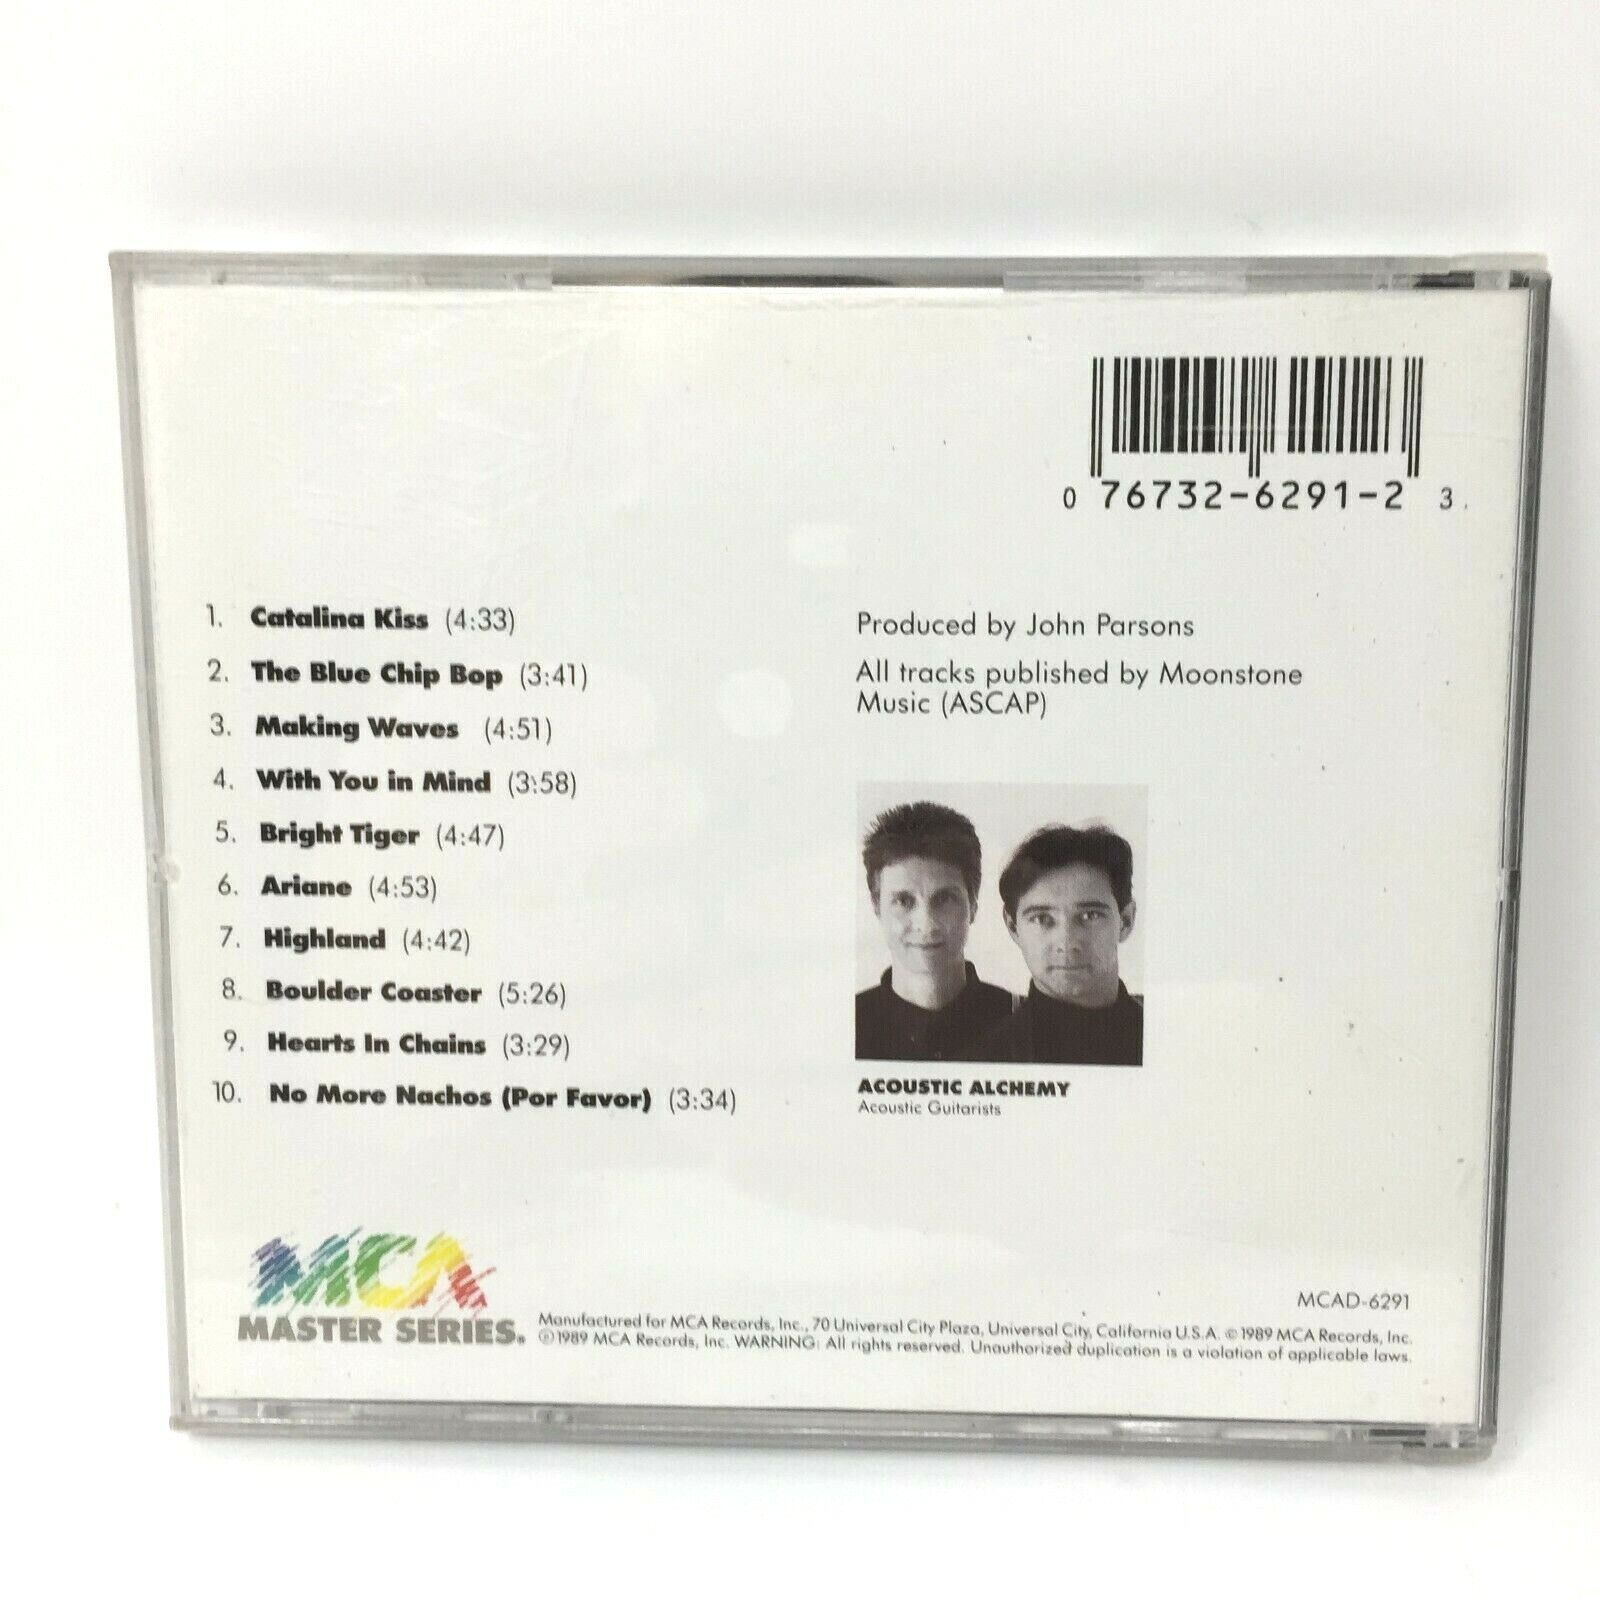 0 76732-6291-2 3
1. Catalina Kiss (4:33)
2. The Blue Chip Bop (3:41)
3. Making Waves (4:51)
4. With You in Mind (3:58)
5. Bright Tiger (4:47)
6. Ariane (4:53)
7. Highland (4:42)
8. Boulder Coaster (5:26)
9. Hearts In Chains (3:29)
10. No More Nachos (Por Favor) (3:34)
Produced by John Parsons
All tracks published by Moonstone
Music (ASCAP)
ACOUSTIC ALCHEMY
Acoustic Guitarists
MCA
MASTER SERIES®
MCAD-6291
Manufactured for MCA Records, Inc., 70 Universal City Plaza, Universal City, California U.S.A. © 1989 MCA Records, Inc.
℗1989 MCA Records, Inc. WARNING: All rights reserved. Unauthorized duplication is a violation of applicable laws.